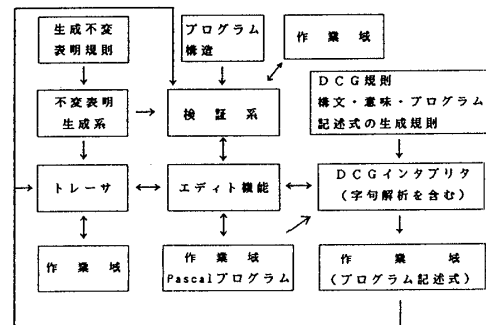 生成不変
表明規則
プログラム
構造
作業域
DCG規則
構文・意味・プログラム
記述式の生成規則
不変表明
生成系
検証系
トレーサ
エディト機能
DCGインタプリタ
(字句解析を含む)
作業域
作業域
Pascalプログラム
作業域
(プログラム記述式)